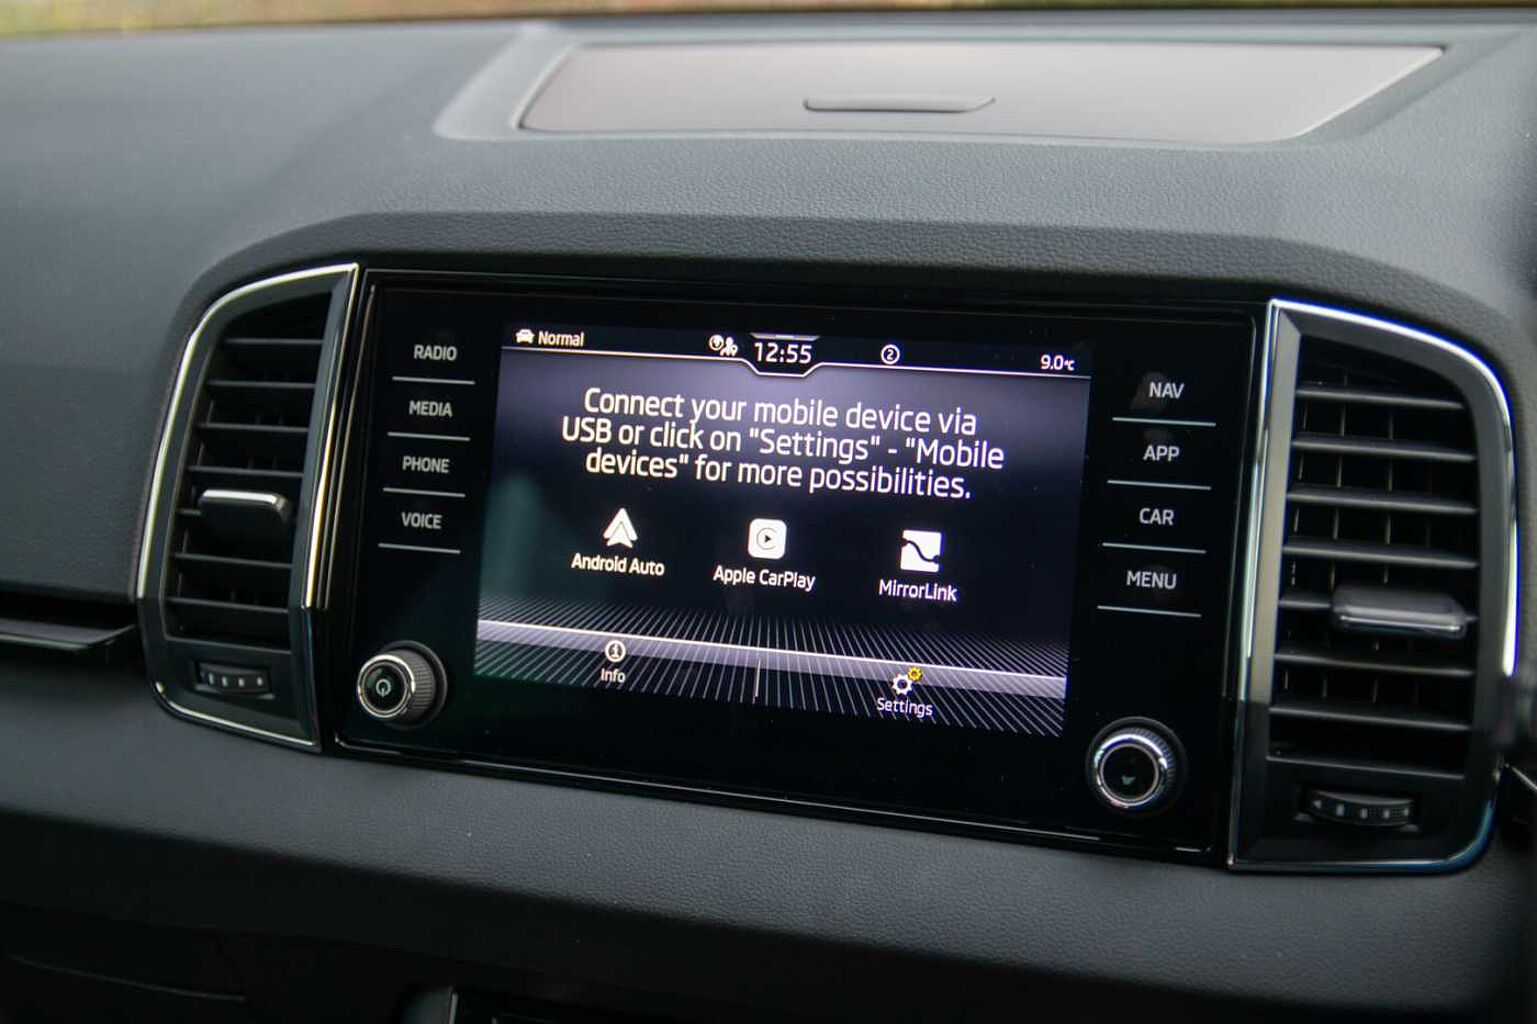 Normal
12:55
2
9.0°C
RADIO
MEDIA
PHONE
VOICE
Connect your mobile device via
USB or click on "Settings" - "Mobile
devices" for more possibilities.
Android Auto
Apple CarPlay
MirrorLink
Info
Settings
NAV
APP
CAR
MENU